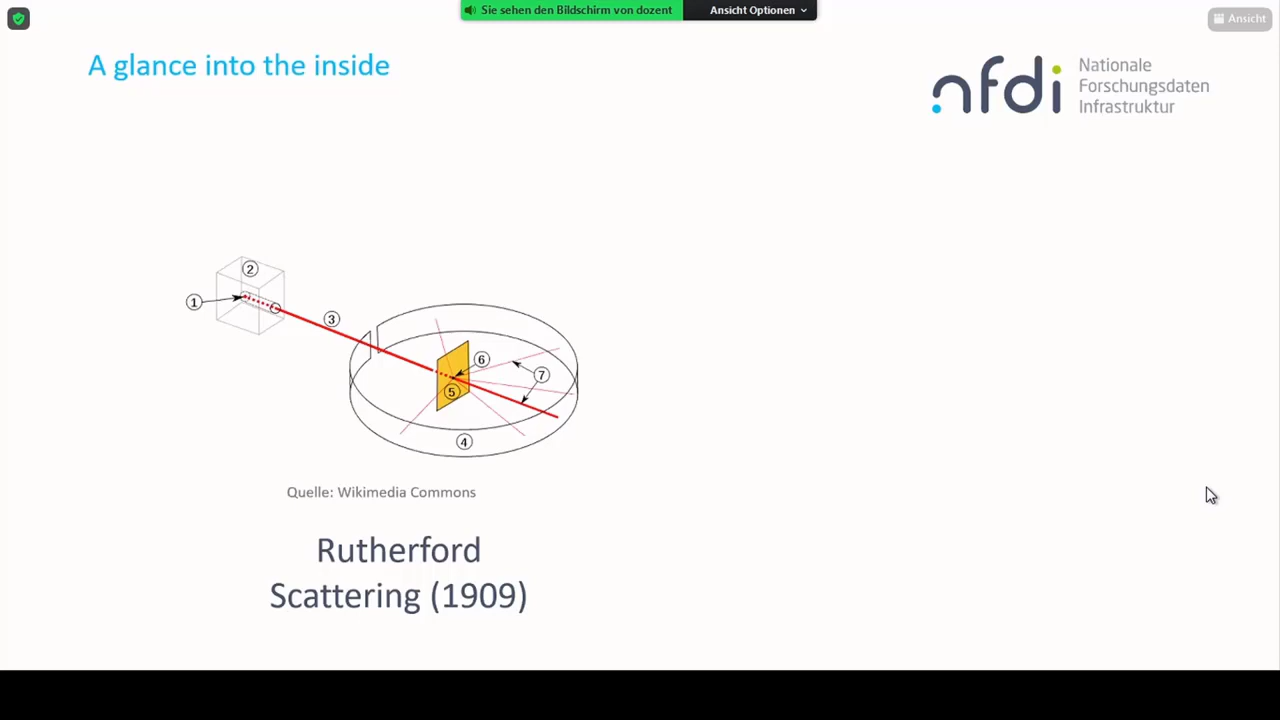 Sie sehen den Bildschirm von dozent
Ansicht Optionen
Ansicht
A glance into the inside
nfdi
Nationale
Forschungsdaten
Infrastruktur
2
1
3
6
7
5
4
Quelle: Wikimedia Commons
Rutherford
Scattering (1909)